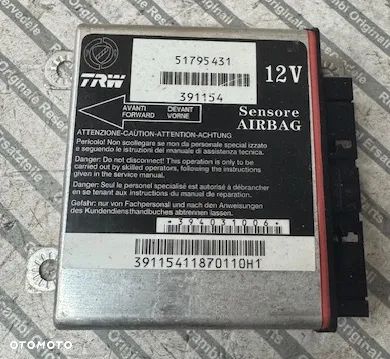 TRW
51795431
391154
12V
Sensore
AIRBAG
AVANTI DEVANT
FORWARD VORNE
ATTENZIONE-CAUTION-ATTENTION-ACHTUNG
Pericolo! Non scollegare se non da personale specializzato
e seguendo le istruzioni del manuale di assistenza tecnica.
Danger: Do not disconnect! This operation is only to be
carried out by skilled operators, following the instructions
given in the service manual.
Danger: Seul le personel specialisé est autorisé à débrancher
en se tenant aux instructions du manuel de réparation.
Gefahr: nur von Fachpersonal und nach den Anweisungen
des Kundendiensthandbuches abtrennen lassen.
394031006
39115411870110H1
OTOMOTO